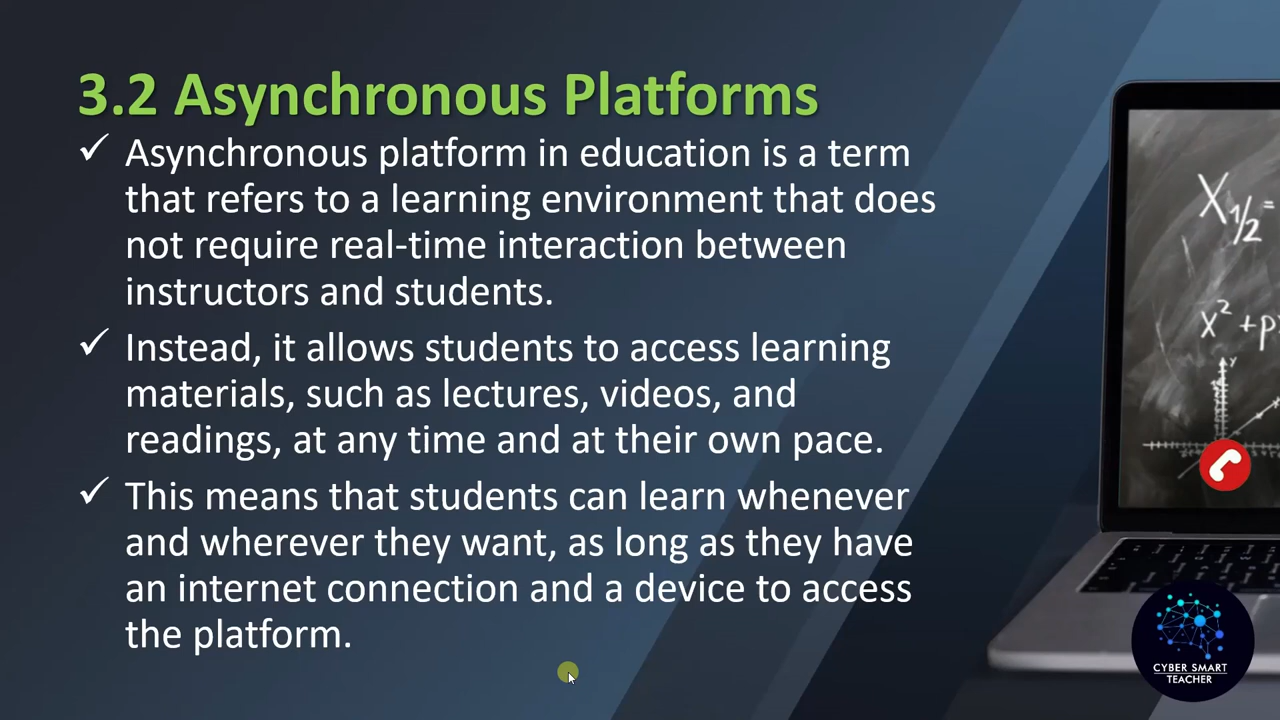 3.2 Asynchronous Platforms
✓ Asynchronous platform in education is a term
that refers to a learning environment that does
not require real-time interaction between
instructors and students.
✓ Instead, it allows students to access learning
materials, such as lectures, videos, and
readings, at any time and at their own pace.
✓ This means that students can learn whenever
and wherever they want, as long as they have
an internet connection and a device to access
the platform.
X₁/₂ =
x² + p
y
CYBER SMART
TEACHER